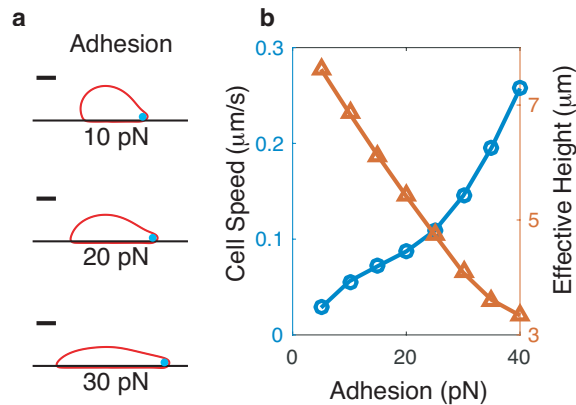 a
Adhesion
10 pN
20 pN
30 pN
b
0.3
0.2
0.1
0
Cell Speed (μm/s)
0
20
40
Adhesion (pN)
7
5
3
Effective Height (μm)